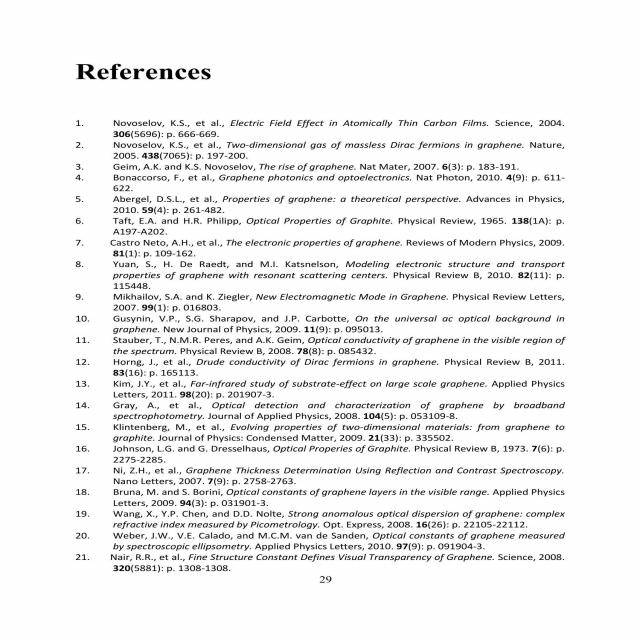 References
1. Novoselov, K.S., et al., Electric Field Effect in Atomically Thin Carbon Films. Science, 2004.
306(5696): p. 666-669.
2. Novoselov, K.S., et al., Two-dimensional gas of massless Dirac fermions in graphene. Nature,
2005. 438(7065): p. 197-200.
3. Geim, A.K. and K.S. Novoselov, The rise of graphene. Nat Mater, 2007. 6(3): p. 183-191.
4. Bonaccorso, F., et al., Graphene photonics and optoelectronics. Nat Photon, 2010. 4(9): p. 611-
622.
5. Abergel, D.S.L., et al., Properties of graphene: a theoretical perspective. Advances in Physics,
2010. 59(4): p. 261-482.
6. Taft, E.A. and H.R. Philipp, Optical Properties of Graphite. Physical Review, 1965. 138(1A): p.
A197-A202.
7. Castro Neto, A.H., et al., The electronic properties of graphene. Reviews of Modern Physics, 2009.
81(1): p. 109-162.
8. Yuan, S., H. De Raedt, and M.I. Katsnelson, Modeling electronic structure and transport
properties of graphene with resonant scattering centers. Physical Review B, 2010. 82(11): p.
115448.
9. Mikhailov, S.A. and K. Ziegler, New Electromagnetic Mode in Graphene. Physical Review Letters,
2007. 99(1): p. 016803.
10. Gusynin, V.P., S.G. Sharapov, and J.P. Carbotte, On the universal ac optical background in
graphene. New Journal of Physics, 2009. 11(9): p. 095013.
11. Stauber, T., N.M.R. Peres, and A.K. Geim, Optical conductivity of graphene in the visible region of
the spectrum. Physical Review B, 2008. 78(8): p. 085432.
12. Horng, J., et al., Drude conductivity of Dirac fermions in graphene. Physical Review B, 2011.
83(16): p. 165113.
13. Kim, J.Y., et al., Far-infrared study of substrate-effect on large scale graphene. Applied Physics
Letters, 2011. 98(20): p. 201907-3.
14. Gray, A., et al., Optical detection and characterization of graphene by broadband
spectrophotometry. Journal of Applied Physics, 2008. 104(5): p. 053109-8.
15. Klintenberg, M., et al., Evolving properties of two-dimensional materials: from graphene to
graphite. Journal of Physics: Condensed Matter, 2009. 21(33): p. 335502.
16. Johnson, L.G. and G. Dresselhaus, Optical Properies of Graphite. Physical Review B, 1973. 7(6): p.
2275-2285.
17. Ni, Z.H., et al., Graphene Thickness Determination Using Reflection and Contrast Spectroscopy.
Nano Letters, 2007. 7(9): p. 2758-2763.
18. Bruna, M. and S. Borini, Optical constants of graphene layers in the visible range. Applied Physics
Letters, 2009. 94(3): p. 031901-3.
19. Wang, X., Y.P. Chen, and D.D. Nolte, Strong anomalous optical dispersion of graphene: complex
refractive index measured by Picometrology. Opt. Express, 2008. 16(26): p. 22105-22112.
20. Weber, J.W., V.E. Calado, and M.C.M. van de Sanden, Optical constants of graphene measured
by spectroscopic ellipsometry. Applied Physics Letters, 2010. 97(9): p. 091904-3.
21. Nair, R.R., et al., Fine Structure Constant Defines Visual Transparency of Graphene. Science, 2008.
320(5881): p. 1308-1308.
29